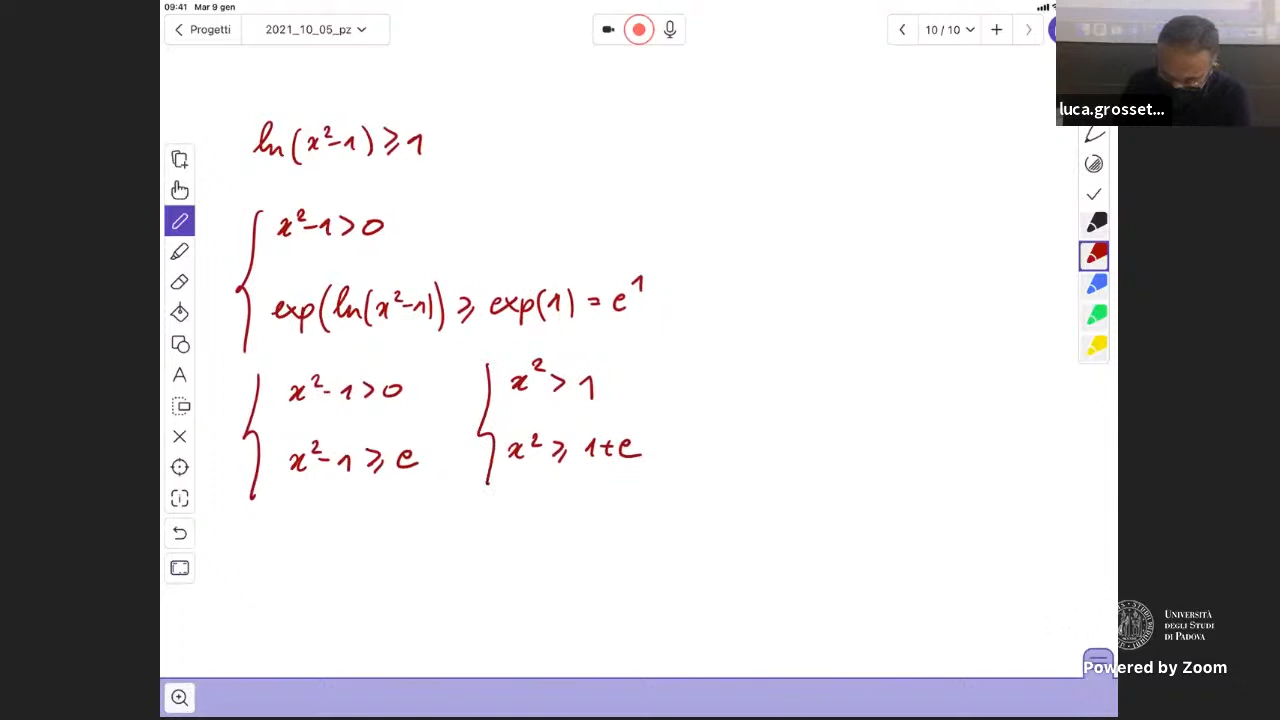 09:41 Mar 9 gen
Progetti
2021_10_05_pz
10 / 10
luca.grosset...
ln(x²-1) ⩾ 1
x²-1 > 0
exp(ln(x²-1)) ⩾ exp(1) = e¹
x²-1 > 0
x²-1 ⩾ e
x² > 1
x² ⩾ 1+e
UNIVERSITÀ
DEGLI STUDI
DI PADOVA
Powered by Zoom